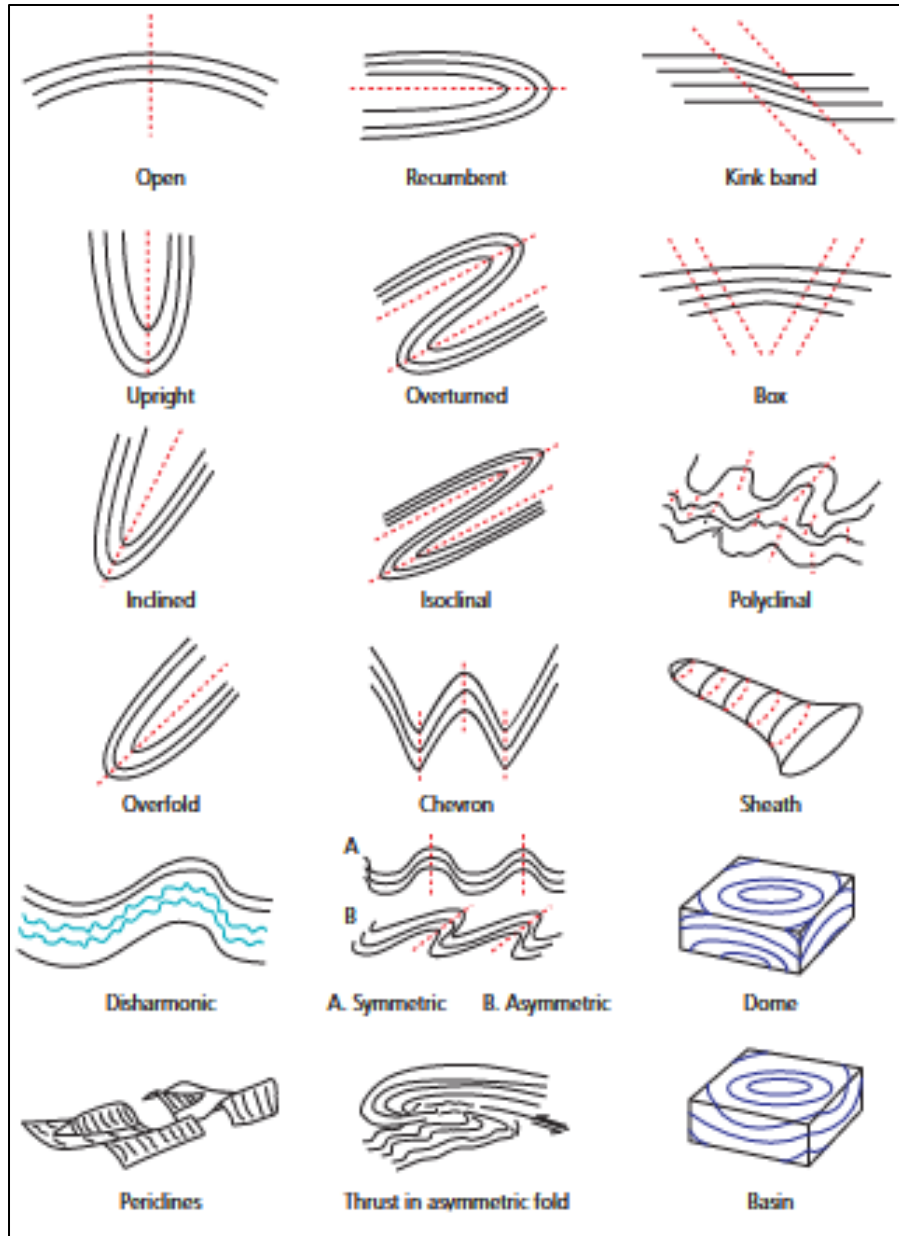 Open
Recumbent
Kink band
Upright
Overturned
Box
Inclined
Isoclinal
Polyclinal
Overfold
Chevron
Sheath
A
B
Disharmonic
A. Symmetric B. Asymmetric
Dome
Periclines
Thrust in asymmetric fold
Basin